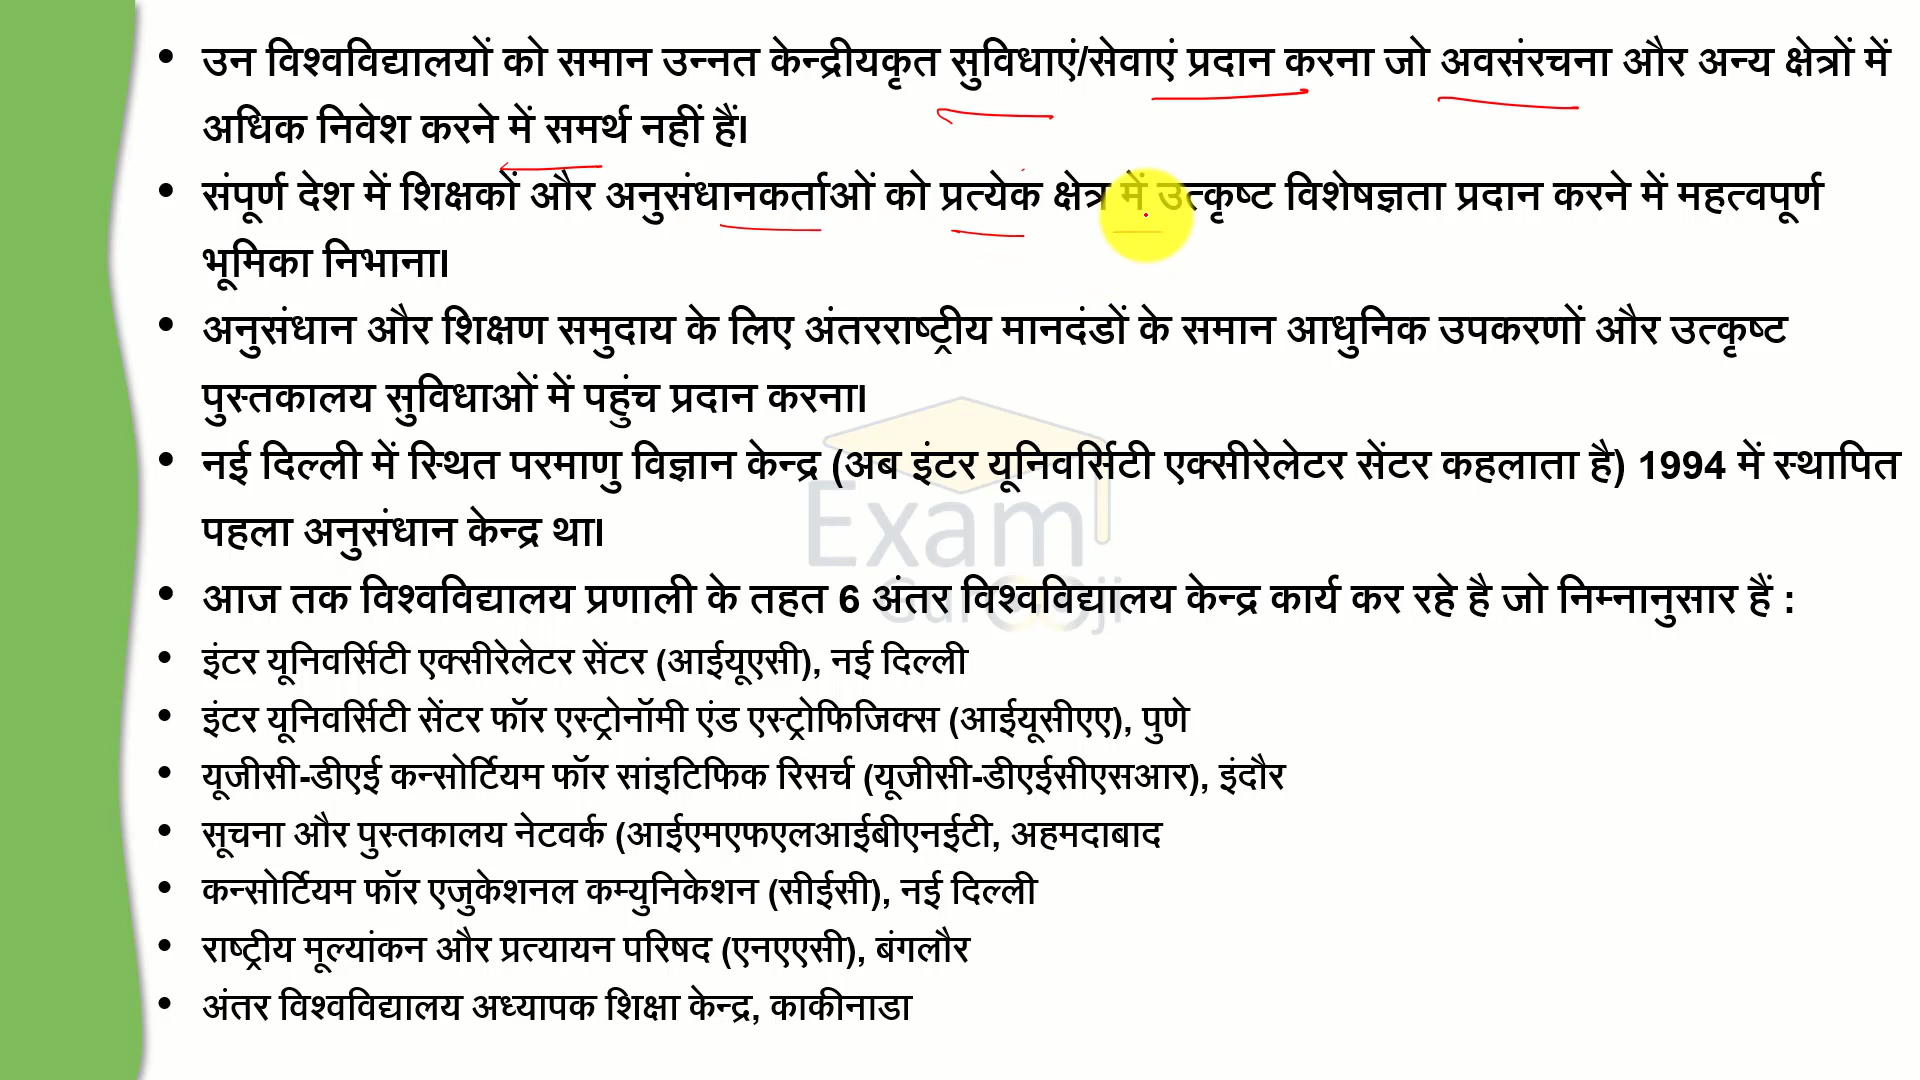 • उन विश्वविद्यालयों को समान उन्नत केन्द्रीयकृत सुविधाएं/सेवाएं प्रदान करना जो अवसंरचना और अन्य क्षेत्रों में
अधिक निवेश करने में समर्थ नहीं हैं।
• संपूर्ण देश में शिक्षकों और अनुसंधानकर्ताओं को प्रत्येक क्षेत्र में उत्कृष्ट विशेषज्ञता प्रदान करने में महत्वपूर्ण
भूमिका निभाना।
• अनुसंधान और शिक्षण समुदाय के लिए अंतरराष्ट्रीय मानदंडों के समान आधुनिक उपकरणों और उत्कृष्ट
पुस्तकालय सुविधाओं में पहुंच प्रदान करना।
• नई दिल्ली में स्थित परमाणु विज्ञान केन्द्र (अब इंटर यूनिवर्सिटी एक्सीरेलेटर सेंटर कहलाता है) 1994 में स्थापित
पहला अनुसंधान केन्द्र था।
Exam
Gurooji
• आज तक विश्वविद्यालय प्रणाली के तहत 6 अंतर विश्वविद्यालय केन्द्र कार्य कर रहे है जो निम्नानुसार हैं :
• इंटर यूनिवर्सिटी एक्सीरेलेटर सेंटर (आईयूएसी), नई दिल्ली
• इंटर यूनिवर्सिटी सेंटर फॉर एस्ट्रोनॉमी एंड एस्ट्रोफिजिक्स (आईयूसीएए), पुणे
• यूजीसी-डीएई कन्सोर्टियम फॉर सांइटिफिक रिसर्च (यूजीसी-डीएईसीएसआर), इंदौर
• सूचना और पुस्तकालय नेटवर्क (आईएमएफएलआईबीएनईटी, अहमदाबाद
• कन्सोर्टियम फॉर एजुकेशनल कम्युनिकेशन (सीईसी), नई दिल्ली
• राष्ट्रीय मूल्यांकन और प्रत्यायन परिषद (एनएएसी), बंगलौर
• अंतर विश्वविद्यालय अध्यापक शिक्षा केन्द्र, काकीनाडा